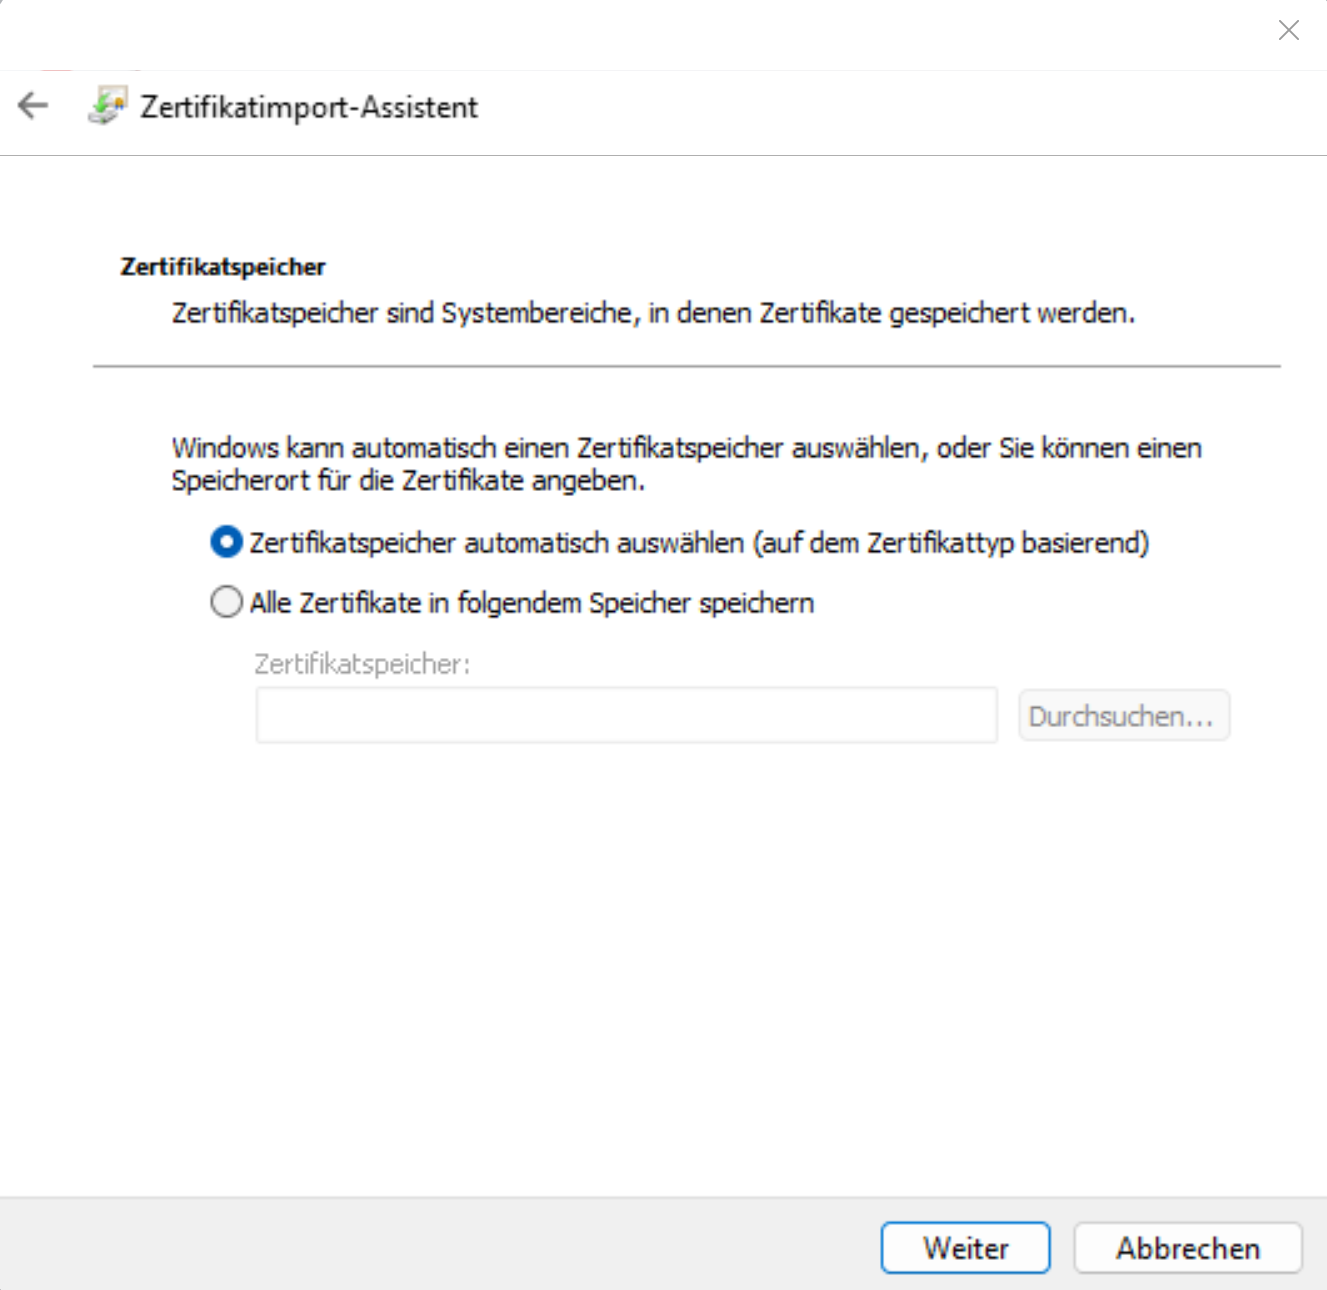 Zertifikatimport-Assistent
Zertifikatspeicher
Zertifikatspeicher sind Systembereiche, in denen Zertifikate gespeichert werden.
Windows kann automatisch einen Zertifikatspeicher auswählen, oder Sie können einen
Speicherort für die Zertifikate angeben.
Zertifikatspeicher automatisch auswählen (auf dem Zertifikattyp basierend)
Alle Zertifikate in folgendem Speicher speichern
Zertifikatspeicher:
Durchsuchen...
Weiter
Abbrechen